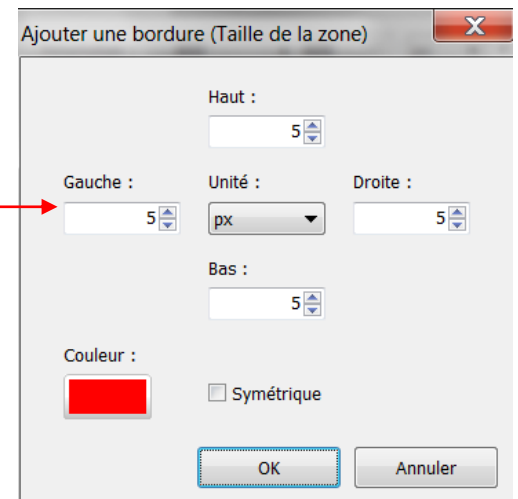 Ajouter une bordure (Taille de la zone)
X
Haut :
5
Gauche : Unité : Droite :
5 px 5
Bas :
5
Couleur :
Symétrique
OK Annuler